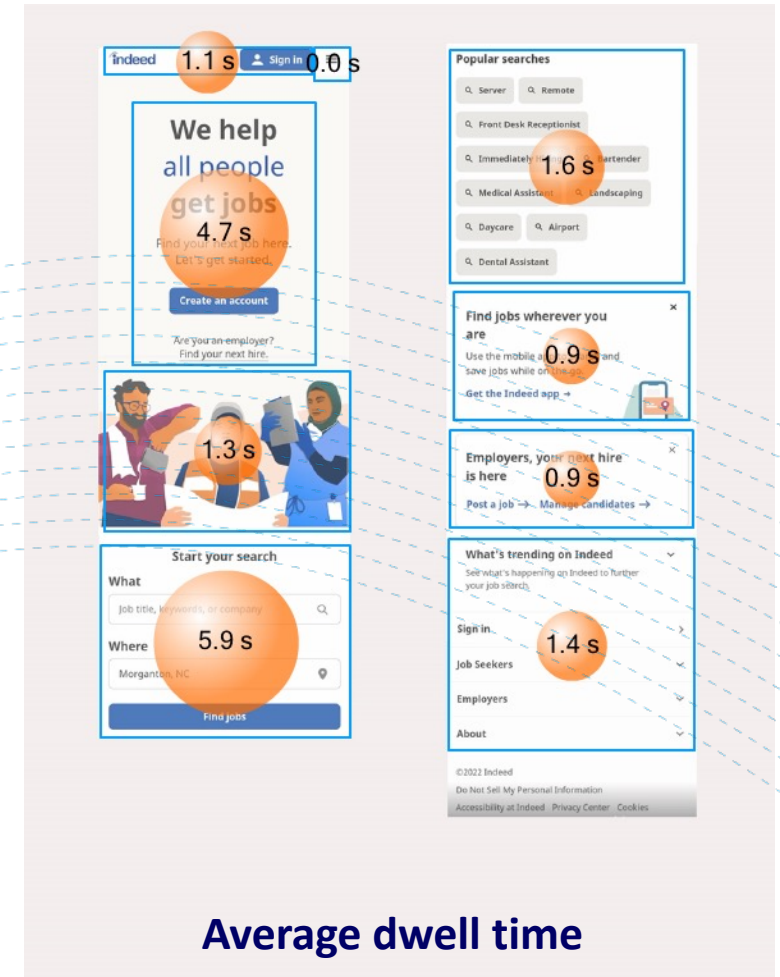 indeed
1.1 s
Sign in
0.0 s
We help
all people
get jobs
4.7 s
Find your next job here.
Let's get started.
Create an account
Are you an employer?
Find your next hire.
1.3 s
Start your search
What
Job title, keywords, or company
Where
5.9 s
Morganton, NC
Find jobs
Popular searches
Server
Remote
Front Desk Receptionist
Immediately
1.6 s
Bartender
Medical Assistant
Landscaping
Daycare
Airport
Dental Assistant
Find jobs wherever you
are
Use the mobile and
0.9 s
save jobs while on the go.
Get the Indeed app →
Employers, your next hire
is here
0.9 s
Post a job → Manage candidates →
What's trending on Indeed
See what's happening on Indeed to further
your job search.
Sign in
1.4 s
Job Seekers
Employers
About
©2022 Indeed
Do Not Sell My Personal Information
Accessibility at Indeed Privacy Center Cookies
Average dwell time